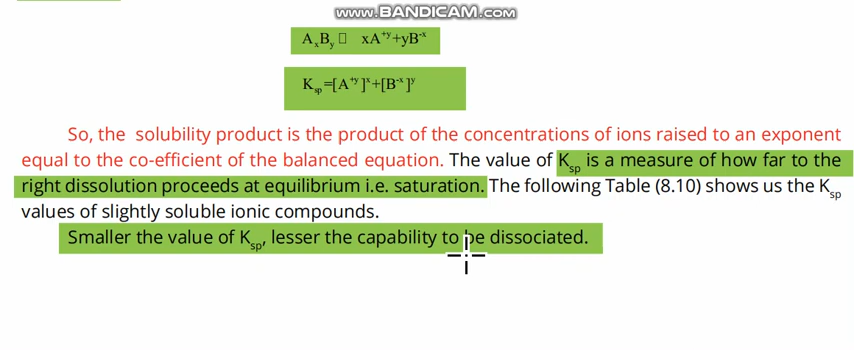 www.BANDICAM.com
AxBy □ xA+y+yB-x
Ksp=[A+y]x+[B-x]y
So, the solubility product is the product of the concentrations of ions raised to an exponent
equal to the co-efficient of the balanced equation. The value of Ksp is a measure of how far to the
right dissolution proceeds at equilibrium i.e. saturation. The following Table (8.10) shows us the Ksp
values of slightly soluble ionic compounds.
Smaller the value of Ksp, lesser the capability to be dissociated.